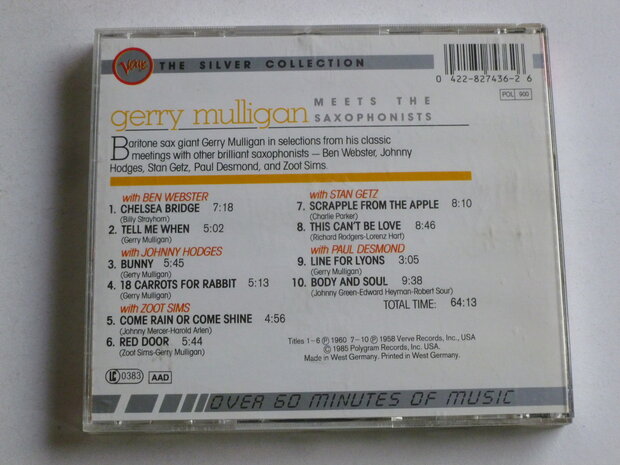 Verve
THE SILVER COLLECTION
0 422-827436-2 6
POL 900
gerry mulligan MEETS THE
SAXOPHONISTS
Baritone sax giant Gerry Mulligan in selections from his classic
meetings with other brilliant saxophonists — Ben Webster, Johnny
Hodges, Stan Getz, Paul Desmond, and Zoot Sims.
with BEN WEBSTER
1. CHELSEA BRIDGE 7:18
(Billy Strayhorn)
2. TELL ME WHEN 5:02
(Gerry Mulligan)
with JOHNNY HODGES
3. BUNNY 5:45
(Gerry Mulligan)
4. 18 CARROTS FOR RABBIT 5:13
(Gerry Mulligan)
with ZOOT SIMS
5. COME RAIN OR COME SHINE 4:56
(Johnny Mercer-Harold Arlen)
6. RED DOOR 5:44
(Zoot Sims-Gerry Mulligan)
with STAN GETZ
7. SCRAPPLE FROM THE APPLE 8:10
(Charlie Parker)
8. THIS CAN'T BE LOVE 8:46
(Richard Rodgers-Lorenz Hart)
with PAUL DESMOND
9. LINE FOR LYONS 3:05
(Gerry Mulligan)
10. BODY AND SOUL 9:38
(Johnny Green-Edward Heyman-Robert Sour)
TOTAL TIME: 64:13
Titles 1–6 ℗ 1960 7–10 ℗ 1958 Verve Records, Inc., USA
© 1985 Polygram Records, Inc. USA.
Made in West Germany. Printed in West Germany.
LC 0383 AAD
OVER 60 MINUTES OF MUSIC